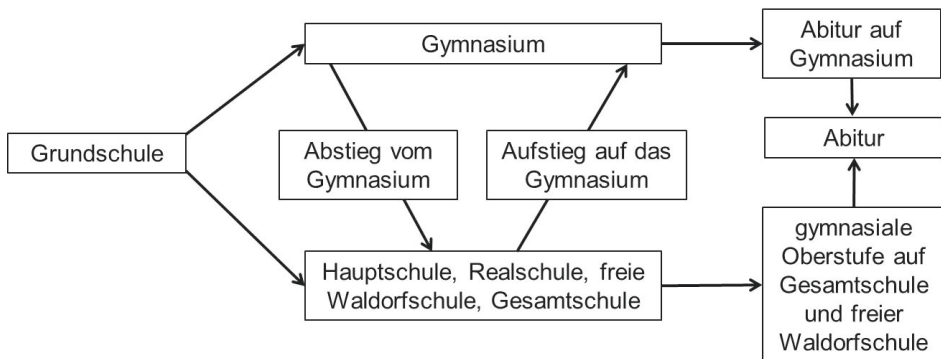 Gymnasium
Abitur auf
Gymnasium
Grundschule
Abstieg vom
Gymnasium
Aufstieg auf das
Gymnasium
Abitur
Hauptschule, Realschule, freie
Waldorfschule, Gesamtschule
gymnasiale
Oberstufe auf
Gesamtschule
und freier
Waldorfschule